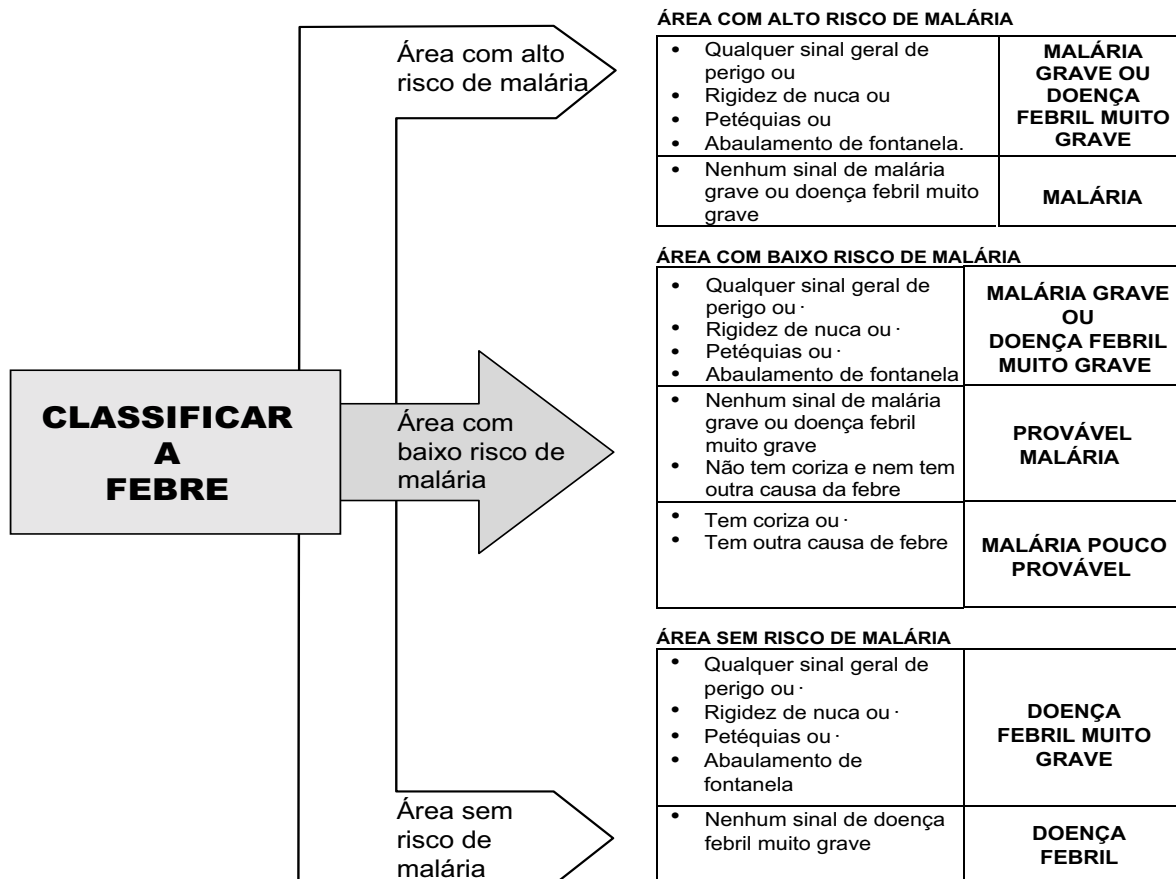 CLASSIFICAR
A
FEBRE
Área com alto
risco de malária
Área com
baixo risco de
malária
Área sem
risco de
malária
ÁREA COM ALTO RISCO DE MALÁRIA
• Qualquer sinal geral de
perigo ou
• Rigidez de nuca ou
• Petéquias ou
• Abaulamento de fontanela.
MALÁRIA
GRAVE OU
DOENÇA
FEBRIL MUITO
GRAVE
• Nenhum sinal de malária
grave ou doença febril muito
grave
MALÁRIA
ÁREA COM BAIXO RISCO DE MALÁRIA
• Qualquer sinal geral de
perigo ou ·
• Rigidez de nuca ou ·
• Petéquias ou ·
• Abaulamento de fontanela
MALÁRIA GRAVE
OU
DOENÇA FEBRIL
MUITO GRAVE
• Nenhum sinal de malária
grave ou doença febril
muito grave
• Não tem coriza e nem tem
outra causa da febre
PROVÁVEL
MALÁRIA
• Tem coriza ou ·
• Tem outra causa de febre
MALÁRIA POUCO
PROVÁVEL
ÁREA SEM RISCO DE MALÁRIA
• Qualquer sinal geral de
perigo ou ·
• Rigidez de nuca ou ·
• Petéquias ou ·
• Abaulamento de
fontanela
DOENÇA
FEBRIL MUITO
GRAVE
• Nenhum sinal de doença
febril muito grave
DOENÇA
FEBRIL